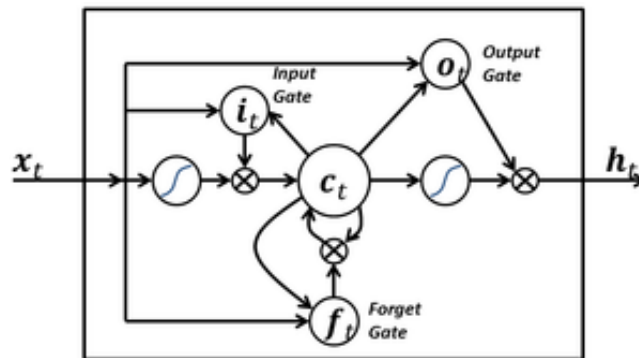 Input
Gate
i_t
o_t
Output
Gate
x_t
c_t
h_t
f_t
Forget
Gate